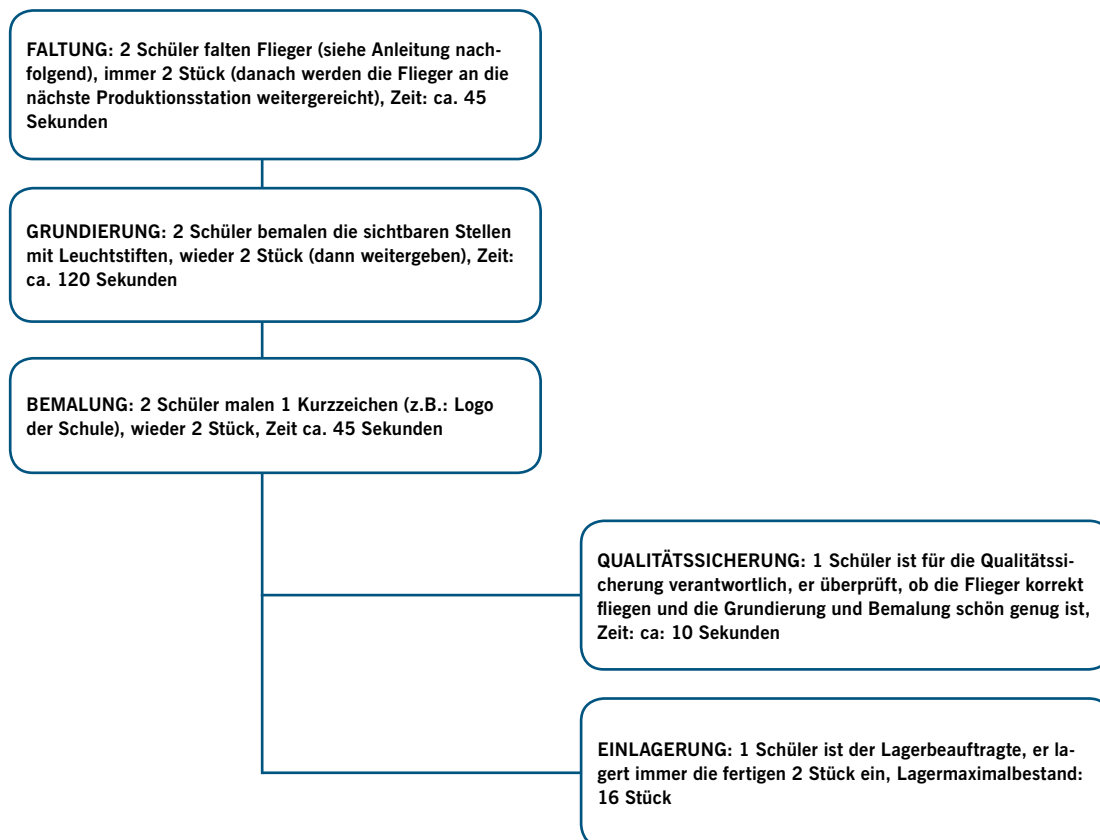 FALTUNG: 2 Schüler falten Flieger (siehe Anleitung nach-
folgend), immer 2 Stück (danach werden die Flieger an die
nächste Produktionsstation weitergereicht), Zeit: ca. 45
Sekunden
GRUNDIERUNG: 2 Schüler bemalen die sichtbaren Stellen
mit Leuchtstiften, wieder 2 Stück (dann weitergeben), Zeit:
ca. 120 Sekunden
BEMALUNG: 2 Schüler malen 1 Kurzzeichen (z.B.: Logo
der Schule), wieder 2 Stück, Zeit ca. 45 Sekunden
QUALITÄTSSICHERUNG: 1 Schüler ist für die Qualitätssi-
cherung verantwortlich, er überprüft, ob die Flieger korrekt
fliegen und die Grundierung und Bemalung schön genug ist,
Zeit: ca: 10 Sekunden
EINLAGERUNG: 1 Schüler ist der Lagerbeauftragte, er la-
gert immer die fertigen 2 Stück ein, Lagermaximalbestand:
16 Stück